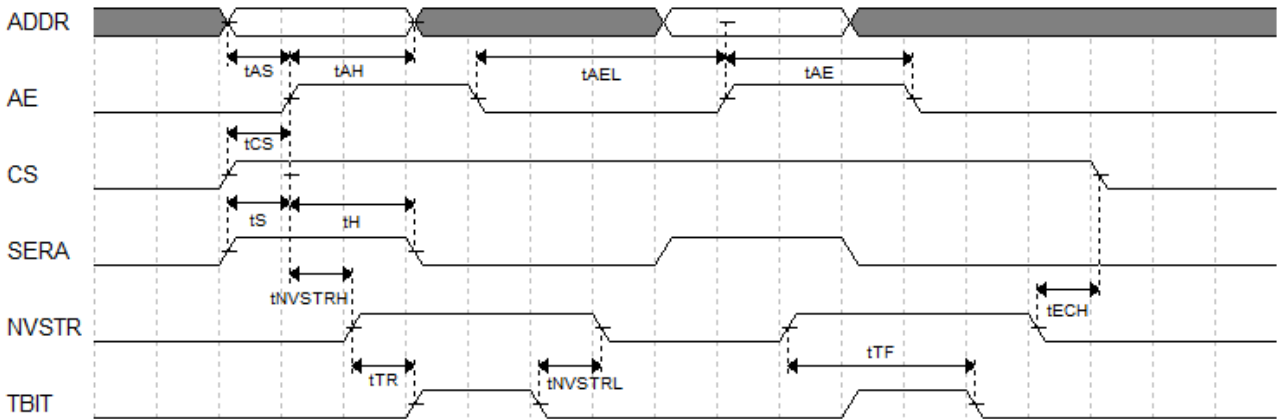 ADDR
tAS tAH tAEL tAE
AE
tCS
CS
tS tH
SERA
tNVSTRH tECH
NVSTR
tTR tNVSTRL tTF
TBIT